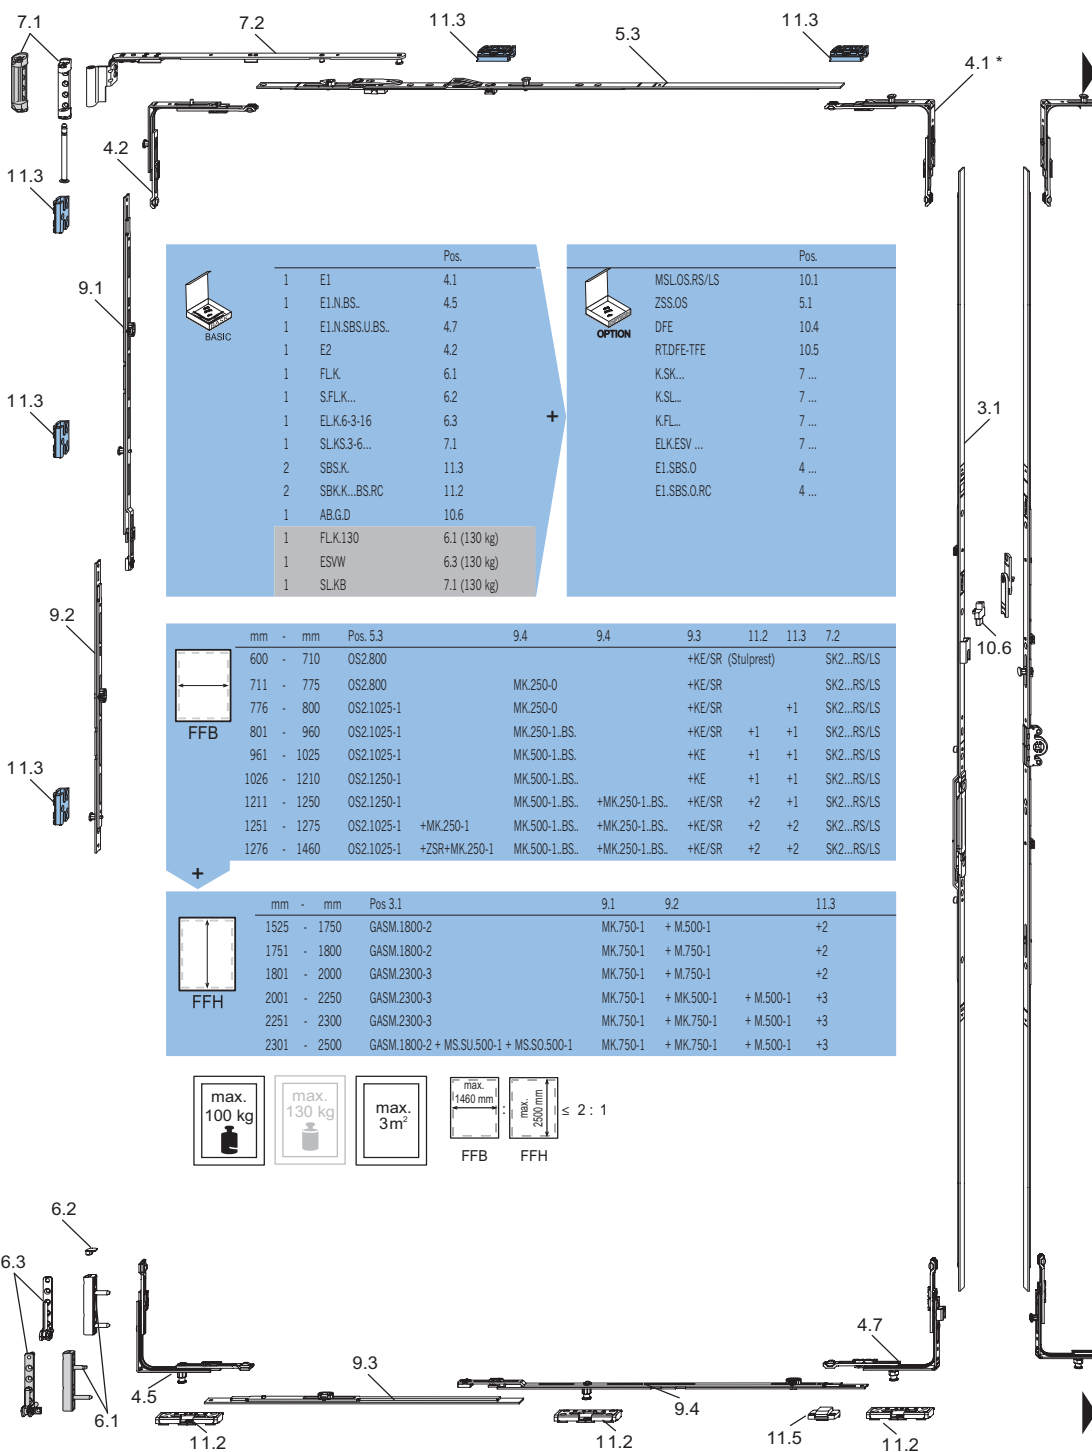 7.1 7.2 11.3 5.3 11.3 4.1 *
4.2
11.3
9.1
11.3
9.2
11.3
3.1
10.6
Pos.
1 E1 4.1
1 E1.N.BS.. 4.5
1 E1.N.SBS.U.BS.. 4.7
1 E2 4.2
1 FL.K. 6.1
1 S.FL.K... 6.2
1 EL.K.6-3-16 6.3
1 SL.KS.3-6... 7.1
2 SBS.K. 11.3
2 SBK.K...BS.RC 11.2
1 AB.G.D 10.6
1 FL.K.130 6.1 (130 kg)
1 ESVW 6.3 (130 kg)
1 SL.KB 7.1 (130 kg)
BASIC
+
Pos.
MSL.OS.RS/LS 10.1
ZSS.OS 5.1
DFE 10.4
RT.DFE-TFE 10.5
K.SK... 7 ...
K.SL... 7 ...
K.FL... 7 ...
ELK.ESV ... 7 ...
E1.SBS.O 4 ...
E1.SBS.O.RC 4 ...
OPTION
mm - mm Pos. 5.3 9.4 9.4 9.3 11.2 11.3 7.2
600 - 710 OS2.800 +KE/SR (Stulprest) SK2...RS/LS
711 - 775 OS2.800 MK.250-0 +KE/SR SK2...RS/LS
776 - 800 OS2.1025-1 MK.250-0 +KE/SR +1 SK2...RS/LS
801 - 960 OS2.1025-1 MK.250-1..BS. +KE/SR +1 +1 SK2...RS/LS
961 - 1025 OS2.1025-1 MK.500-1..BS. +KE +1 +1 SK2...RS/LS
1026 - 1210 OS2.1250-1 MK.500-1..BS. +KE +1 +1 SK2...RS/LS
1211 - 1250 OS2.1250-1 MK.500-1..BS.. +MK.250-1..BS.. +KE/SR +2 +1 SK2...RS/LS
1251 - 1275 OS2.1025-1 +MK.250-1 MK.500-1..BS.. +MK.250-1..BS.. +KE/SR +2 +2 SK2...RS/LS
1276 - 1460 OS2.1025-1 +ZSR+MK.250-1 MK.500-1..BS.. +MK.250-1..BS.. +KE/SR +2 +2 SK2...RS/LS
FFB
+
mm - mm Pos 3.1 9.1 9.2 11.3
1525 - 1750 GASM.1800-2 MK.750-1 + M.500-1 +2
1751 - 1800 GASM.1800-2 MK.750-1 + M.750-1 +2
1801 - 2000 GASM.2300-3 MK.750-1 + M.750-1 +2
2001 - 2250 GASM.2300-3 MK.750-1 + MK.500-1 + M.500-1 +3
2251 - 2300 GASM.2300-3 MK.750-1 + MK.750-1 + M.500-1 +3
2301 - 2500 GASM.1800-2 + MS.SU.500-1 + MS.SO.500-1 MK.750-1 + MK.750-1 + M.500-1 +3
FFH
max.
100 kg
max.
130 kg
max.
3m²
max.
1460 mm
FFB
:
max.
2500 mm
FFH
≤ 2 : 1
6.2
6.3
6.1
4.5
9.3
4.7
9.4
11.2
11.2
11.5
11.2